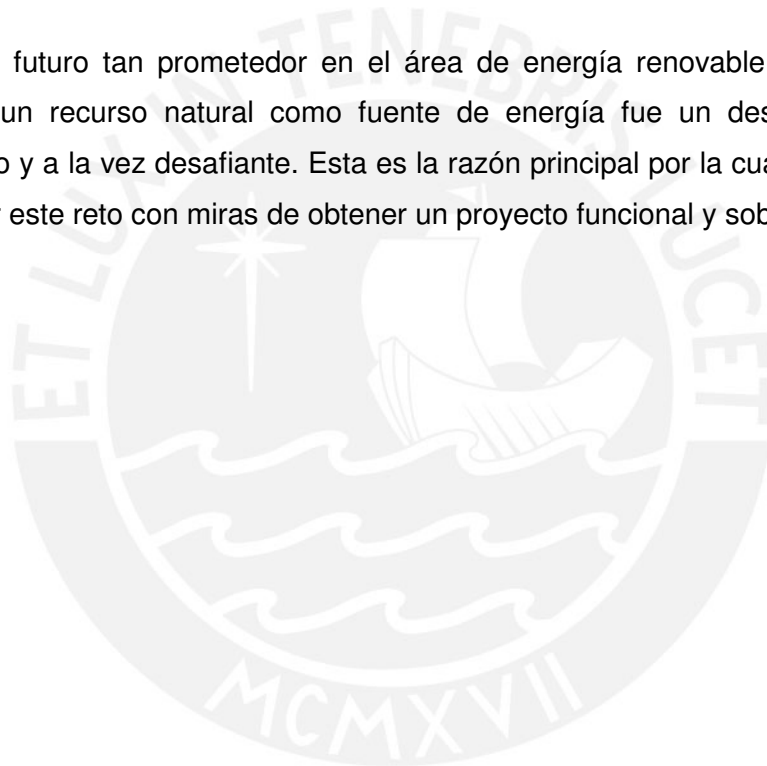 futuro tan prometedor en el área de energía renovable
un recurso natural como fuente de energía fue un des
o y a la vez desafiante. Esta es la razón principal por la cua
r este reto con miras de obtener un proyecto funcional y sob
ET LUX IN TENEBRIS LUCET
MCMXVII